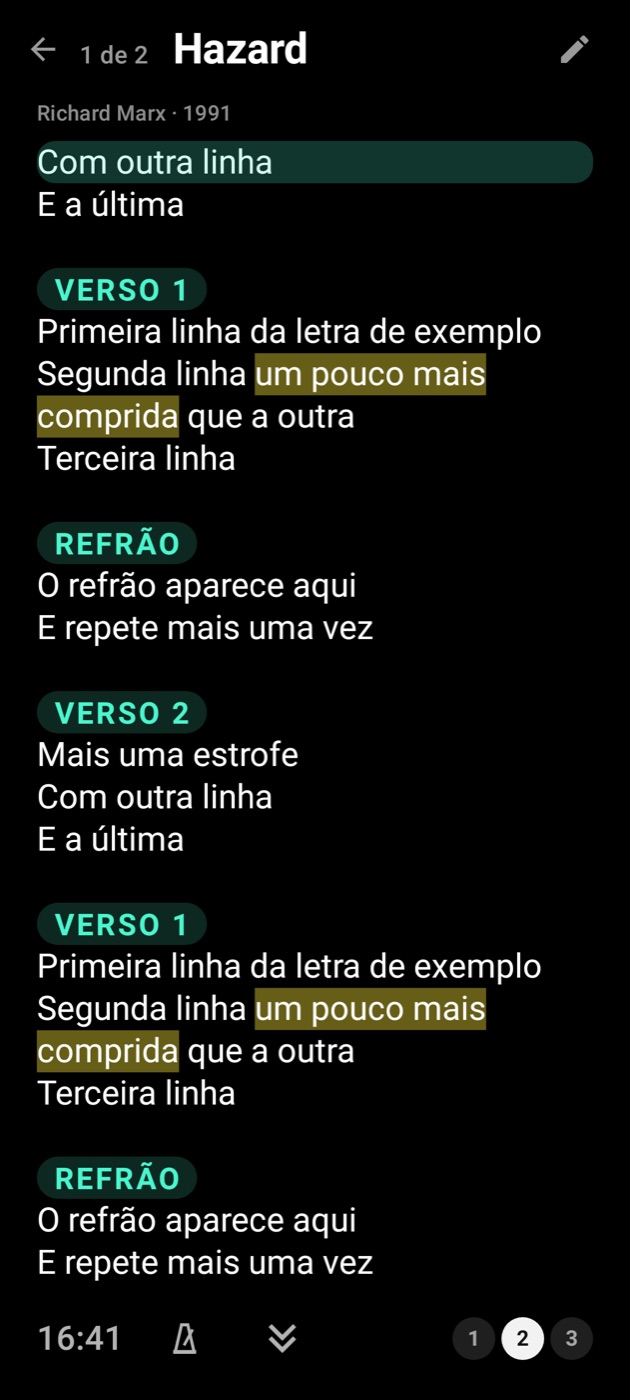 1 de 2 Hazard
Richard Marx · 1991
Com outra linha
E a última
VERSO 1
Primeira linha da letra de exemplo
Segunda linha um pouco mais
comprida que a outra
Terceira linha
REFRÃO
O refrão aparece aqui
E repete mais uma vez
VERSO 2
Mais uma estrofe
Com outra linha
E a última
VERSO 1
Primeira linha da letra de exemplo
Segunda linha um pouco mais
comprida que a outra
Terceira linha
REFRÃO
O refrão aparece aqui
E repete mais uma vez
16:41 1 2 3